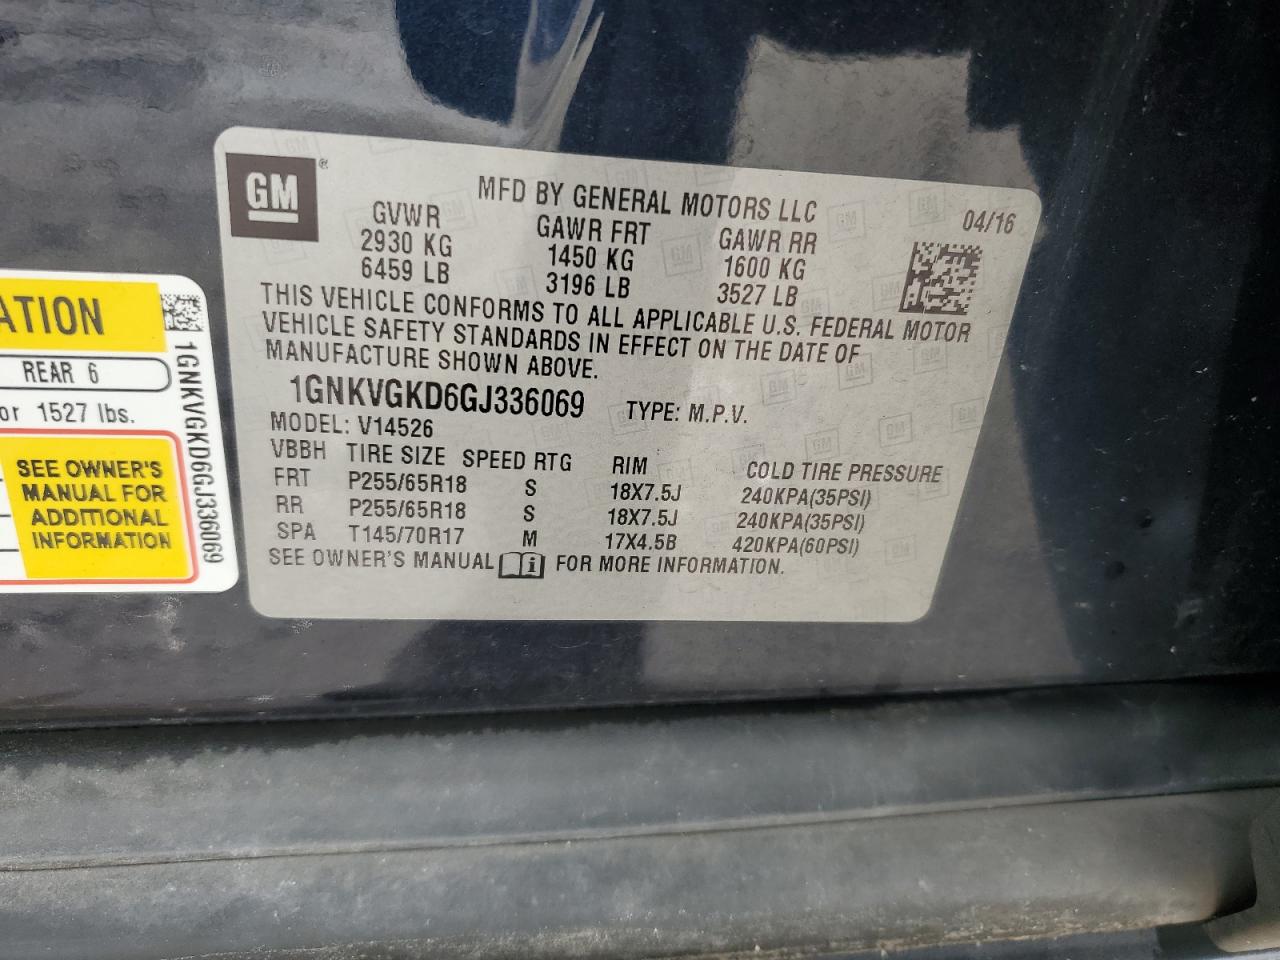 GM®
MFD BY GENERAL MOTORS LLC
04/16
GVWR GAWR FRT GAWR RR
2930 KG 1450 KG 1600 KG
6459 LB 3196 LB 3527 LB
THIS VEHICLE CONFORMS TO ALL APPLICABLE U.S. FEDERAL MOTOR
VEHICLE SAFETY STANDARDS IN EFFECT ON THE DATE OF
MANUFACTURE SHOWN ABOVE.
1GNKVGKD6GJ336069 TYPE: M.P.V.
MODEL: V14526
VBBH TIRE SIZE SPEED RTG RIM COLD TIRE PRESSURE
FRT P255/65R18 S 18X7.5J 240KPA(35PSI)
RR P255/65R18 S 18X7.5J 240KPA(35PSI)
SPA T145/70R17 M 17X4.5B 420KPA(60PSI)
SEE OWNER'S MANUAL i FOR MORE INFORMATION.
ATION
REAR 6
or 1527 lbs.
SEE OWNER'S
MANUAL FOR
ADDITIONAL
INFORMATION
1GNKVGKD6GJ336069